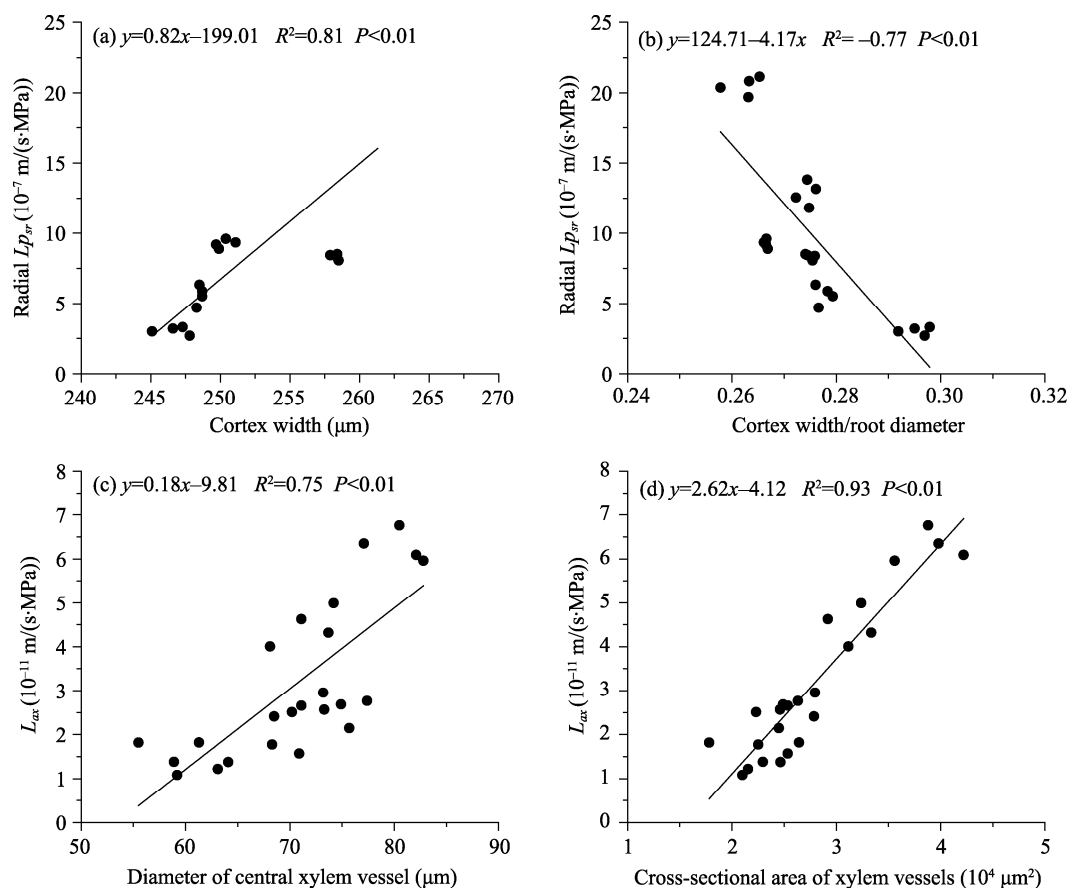 (a) y=0.82x–199.01 R²=0.81 P<0.01
25
20
15
10
5
0
Radial Lp_sr (10⁻⁷ m/(s·MPa))
240 245 250 255 260 265 270
Cortex width (μm)
(b) y=124.71–4.17x R²= –0.77 P<0.01
25
20
15
10
5
0
Radial Lp_sr (10⁻⁷ m/(s·MPa))
0.24 0.26 0.28 0.30 0.32
Cortex width/root diameter
(c) y=0.18x–9.81 R²=0.75 P<0.01
8
7
6
5
4
3
2
1
0
L_ax (10⁻¹¹ m/(s·MPa))
50 60 70 80 90
Diameter of central xylem vessel (μm)
(d) y=2.62x–4.12 R²=0.93 P<0.01
8
7
6
5
4
3
2
1
0
L_ax (10⁻¹¹ m/(s·MPa))
1 2 3 4 5
Cross-sectional area of xylem vessels (10⁴ μm²)